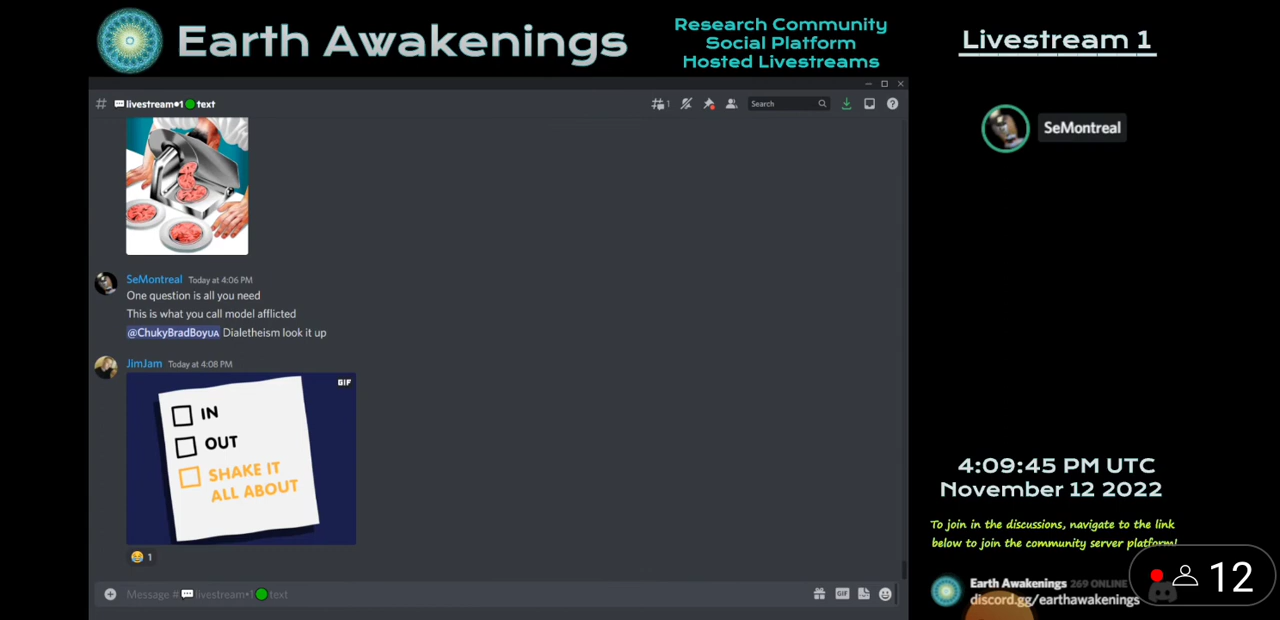 Earth Awakenings
Research Community
Social Platform
Hosted Livestreams
Livestream 1
# livestream•1 text
1
Search
SeMontreal
SeMontreal Today at 4:06 PM
One question is all you need
This is what you call model afflicted
@ChukyBradBoyUA Dialetheism look it up
JimJam Today at 4:08 PM
GIF
IN
OUT
SHAKE IT
ALL ABOUT
1
Message # livestream•1 text
GIF
4:09:45 PM UTC
November 12 2022
To join in the discussions, navigate to the link
below to join the community server platform!
Earth Awakenings 269 ONLINE
discord.gg/earthawakenings
12